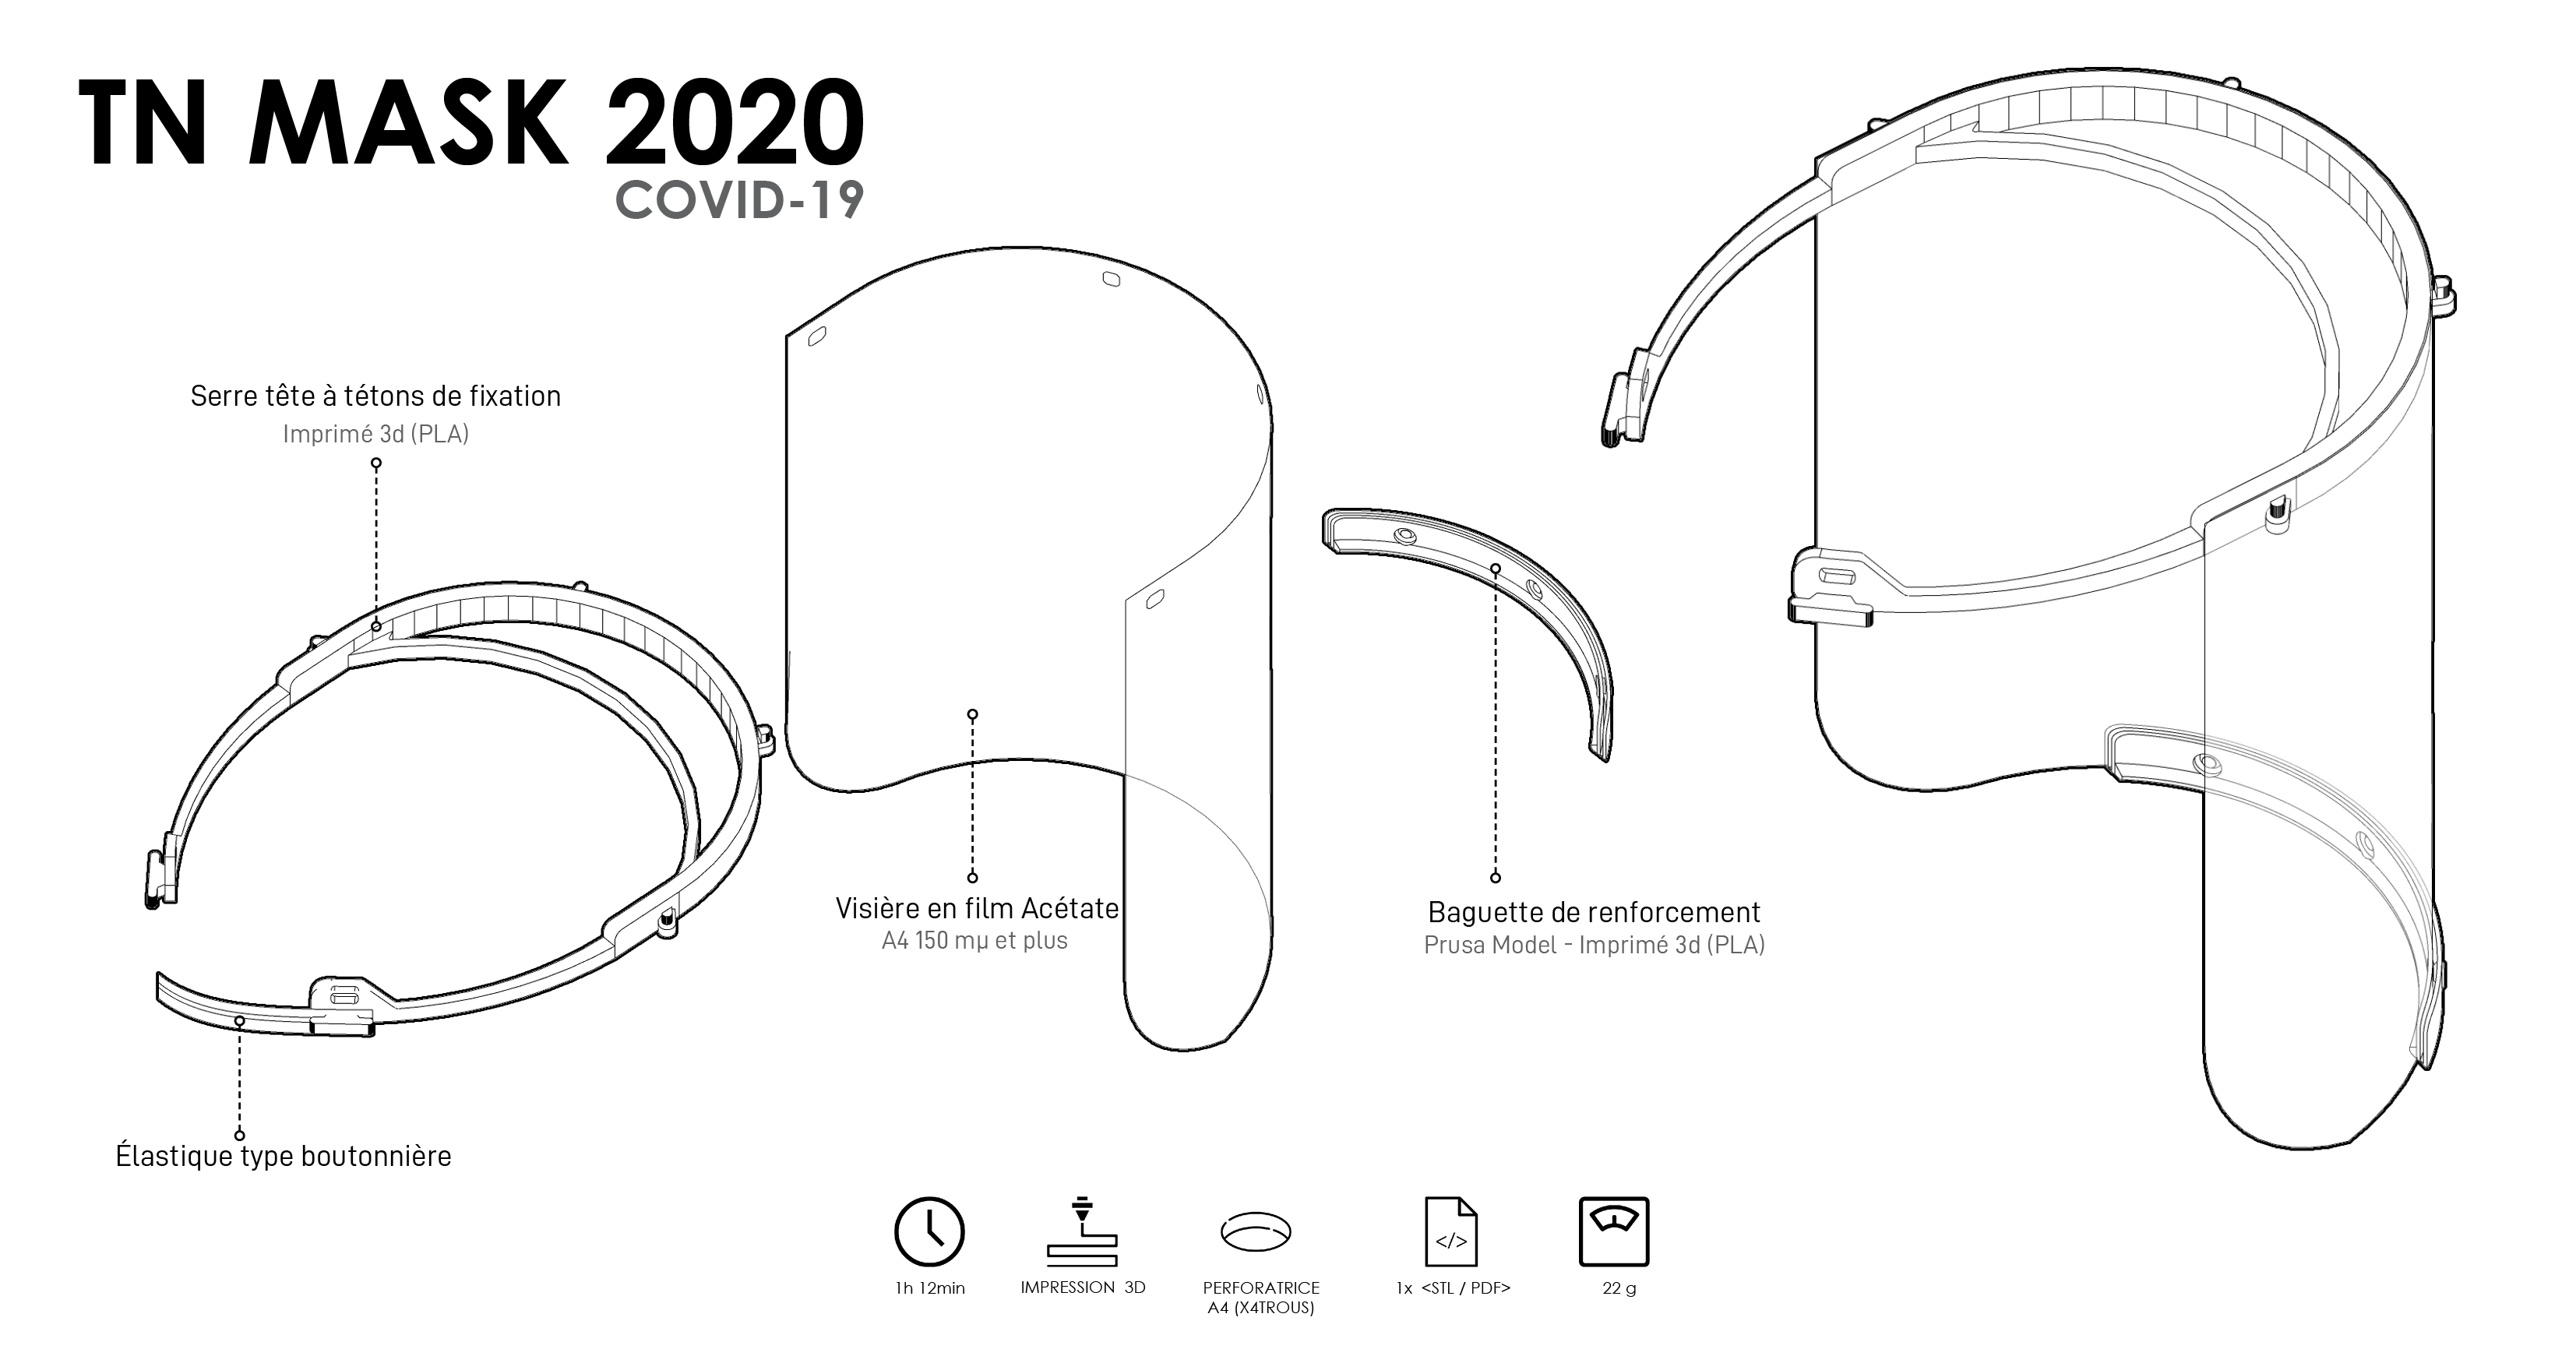 TN MASK 2020
COVID-19
Serre tête à tétons de fixation
Imprimé 3d (PLA)
Visière en film Acétate
A4 150 mµ et plus
Baguette de renforcement
Prusa Model - Imprimé 3d (PLA)
Élastique type boutonnière
</>
1h 12min
IMPRESSION 3D
PERFORATRICE
A4 (X4TROUS)
1x <STL / PDF>
22 g